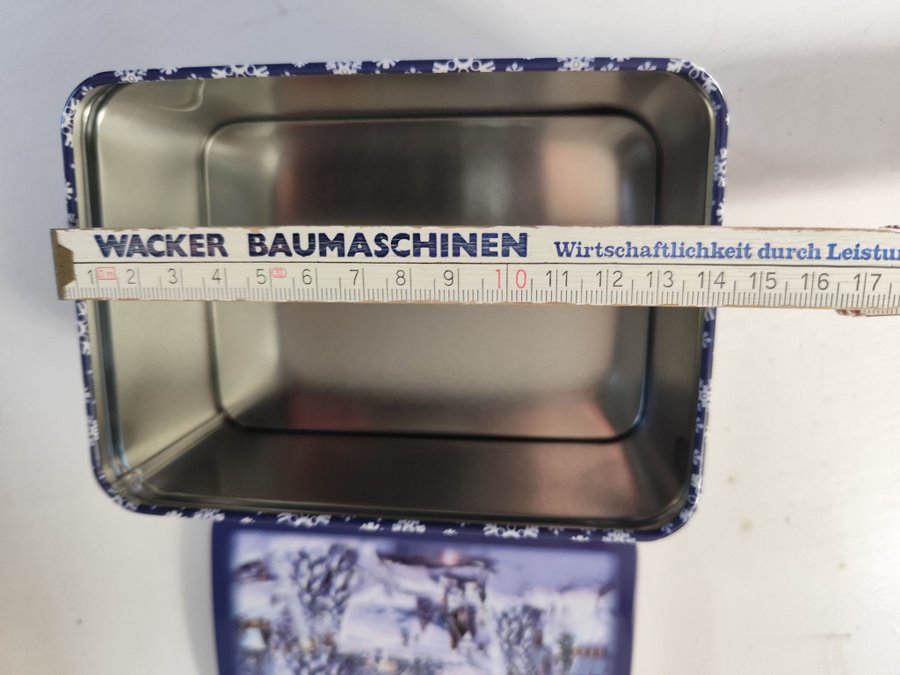 WACKER BAUMASCHINEN Wirtschaftlichkeit durch Leistu
1 2 3 4 5 6 7 8 9 10 11 12 13 14 15 16 17